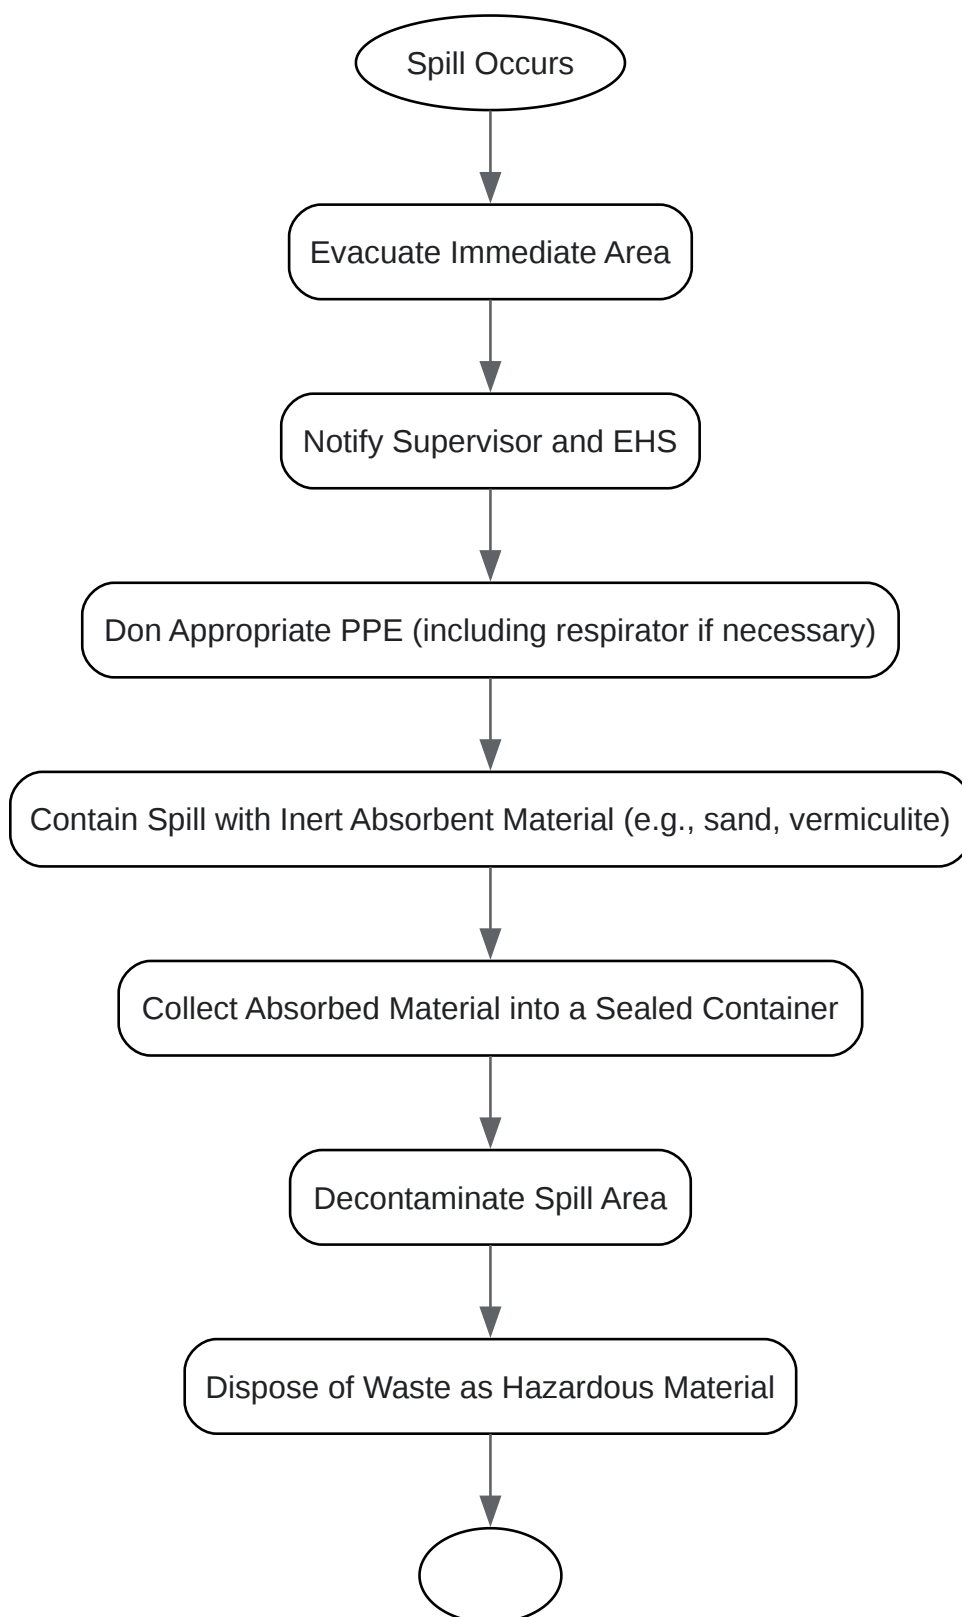 Spill Occurs
Evacuate Immediate Area
Notify Supervisor and EHS
Don Appropriate PPE (including respirator if necessary)
Contain Spill with Inert Absorbent Material (e.g., sand, vermiculite)
Collect Absorbed Material into a Sealed Container
Decontaminate Spill Area
Dispose of Waste as Hazardous Material